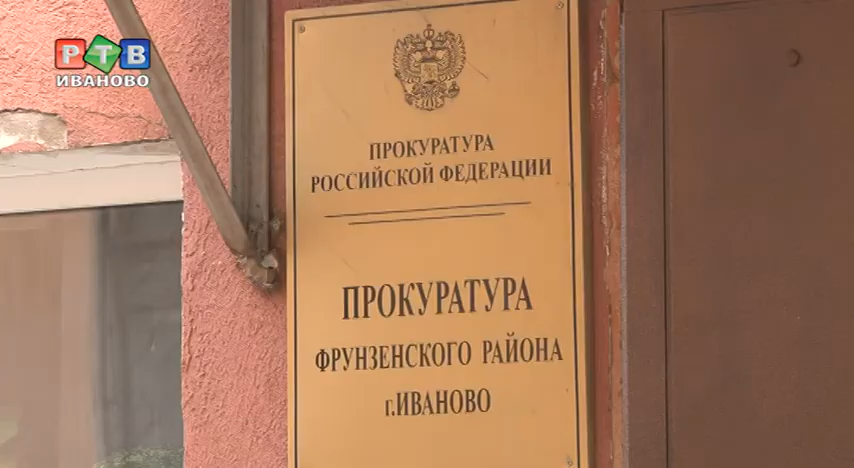 РТВ
ИВАНОВО
ПРОКУРАТУРА
РОССИЙСКОЙ ФЕДЕРАЦИИ
ПРОКУРАТУРА
ФРУНЗЕНСКОГО РАЙОНА
г.ИВАНОВО